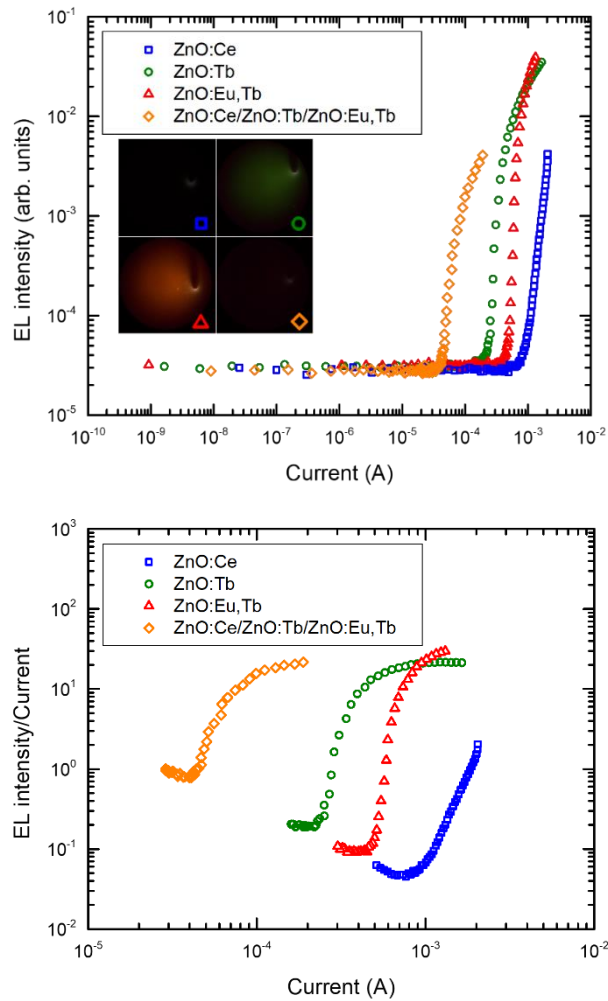 10^-1
ZnO:Ce
ZnO:Tb
ZnO:Eu,Tb
ZnO:Ce/ZnO:Tb/ZnO:Eu,Tb
10^-2
10^-3
10^-4
10^-5
EL intensity (arb. units)
10^-10 10^-9 10^-8 10^-7 10^-6 10^-5 10^-4 10^-3 10^-2
Current (A)
10^3
ZnO:Ce
ZnO:Tb
ZnO:Eu,Tb
ZnO:Ce/ZnO:Tb/ZnO:Eu,Tb
10^2
10^1
10^0
10^-1
10^-2
EL intensity/Current
10^-5 10^-4 10^-3
Current (A)